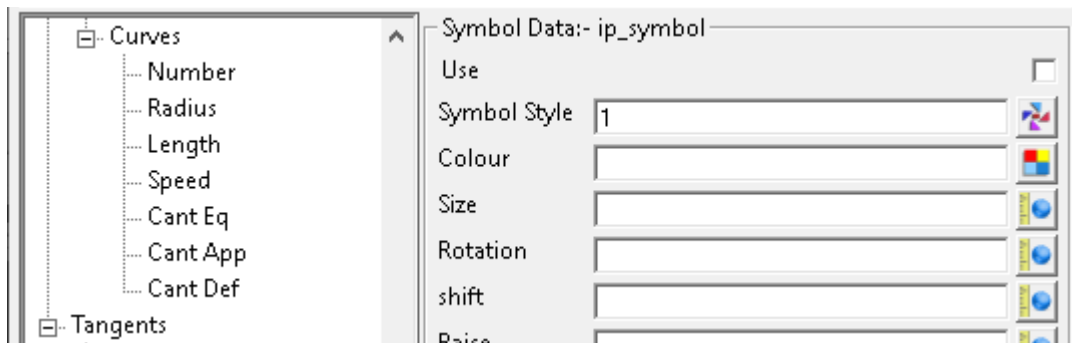 Curves
Number
Radius
Length
Speed
Cant Eq
Cant App
Cant Def
Tangents
Symbol Data:- ip_symbol
Use
Symbol Style 1
Colour
Size
Rotation
shift
Raise